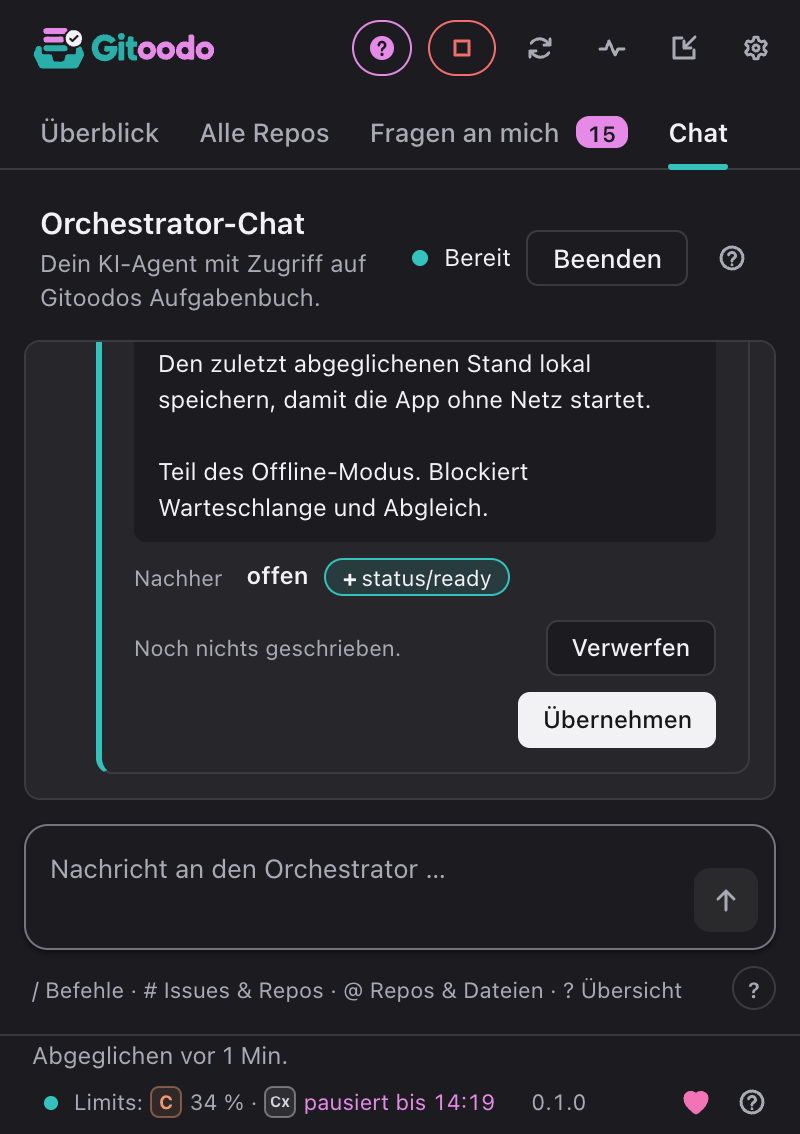 Gitoodo
Überblick Alle Repos Fragen an mich 15 Chat
Orchestrator-Chat
Dein KI-Agent mit Zugriff auf
Gitoodos Aufgabenbuch.
Bereit Beenden ?
Den zuletzt abgeglichenen Stand lokal
speichern, damit die App ohne Netz startet.
Teil des Offline-Modus. Blockiert
Warteschlange und Abgleich.
Nachher offen + status/ready
Noch nichts geschrieben. Verwerfen
Übernehmen
Nachricht an den Orchestrator …
/ Befehle · # Issues & Repos · @ Repos & Dateien · ? Übersicht ?
Abgeglichen vor 1 Min.
Limits: C 34 % · Cx pausiert bis 14:19 0.1.0 ?